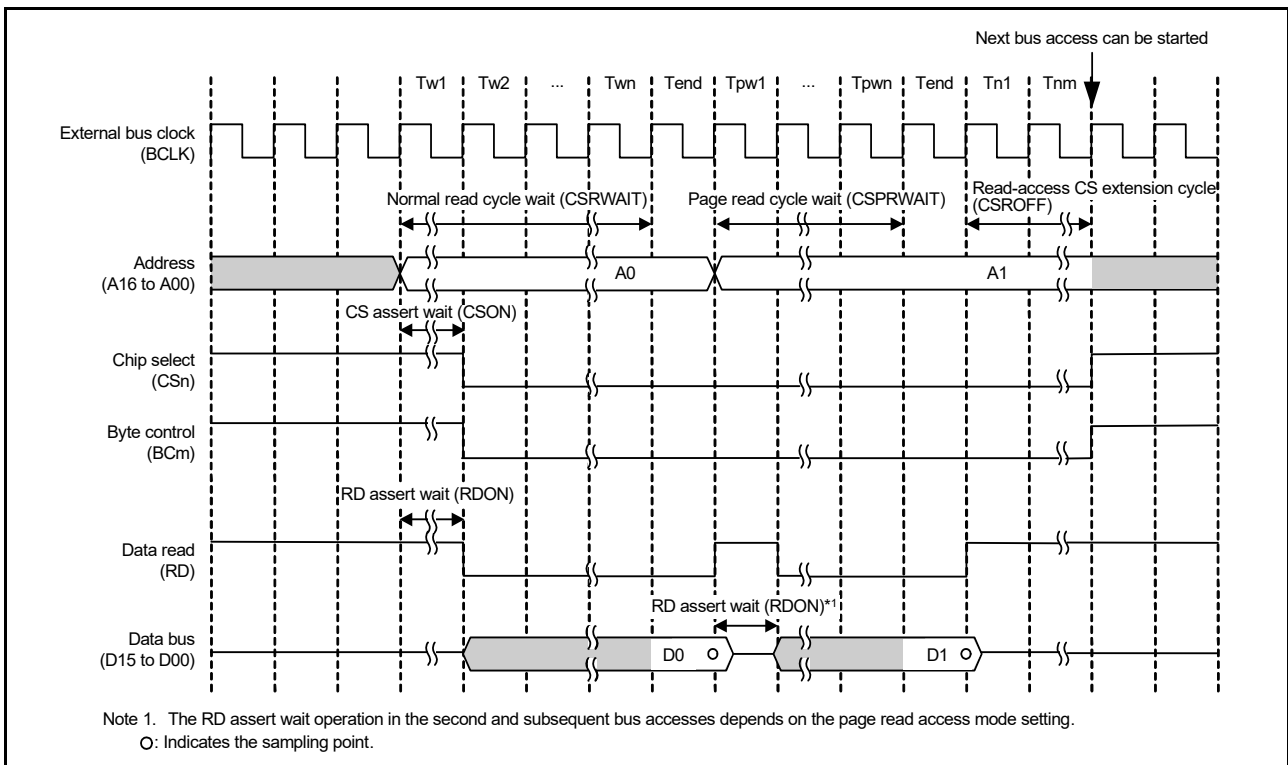 Next bus access can be started
Tw1 Tw2 ... Twn Tend Tpw1 ... Tpwn Tend Tn1 Tnm
External bus clock
(BCLK)
Normal read cycle wait (CSRWAIT)
Page read cycle wait (CSPRWAIT)
Read-access CS extension cycle
(CSROFF)
Address
(A16 to A00)
A0
A1
CS assert wait (CSON)
Chip select
(CSn)
Byte control
(BCm)
RD assert wait (RDON)
Data read
(RD)
RD assert wait (RDON)*1
Data bus
(D15 to D00)
D0
D1
Note 1. The RD assert wait operation in the second and subsequent bus accesses depends on the page read access mode setting.
O: Indicates the sampling point.